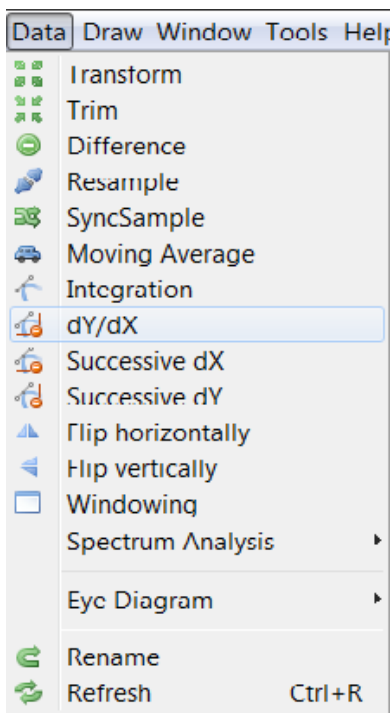 Data Draw Window Tools Help
Transform
Trim
Difference
Resample
SyncSample
Moving Average
Integration
dY/dX
Successive dX
Successive dY
Flip horizontally
Flip vertically
Windowing
Spectrum Analysis
Eye Diagram
Rename
Refresh Ctrl+R